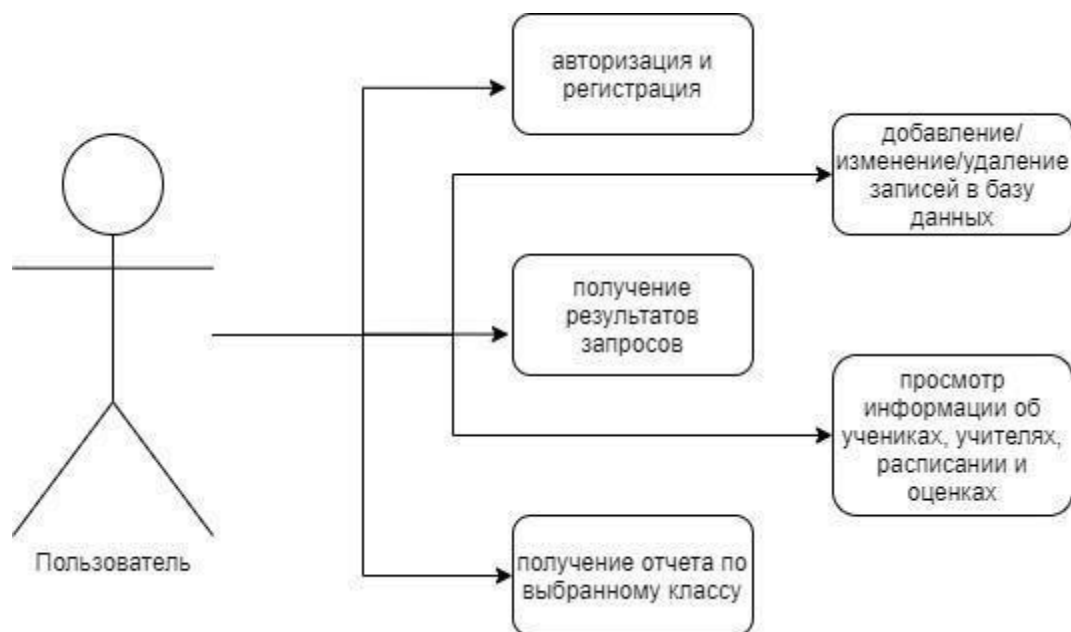 авторизация и
регистрация
добавление/
изменение/удаление
записей в базу
данных
получение
результатов
запросов
просмотр
информации об
учениках, учителях,
расписании и
оценках
получение отчета по
выбранному классу
Пользователь